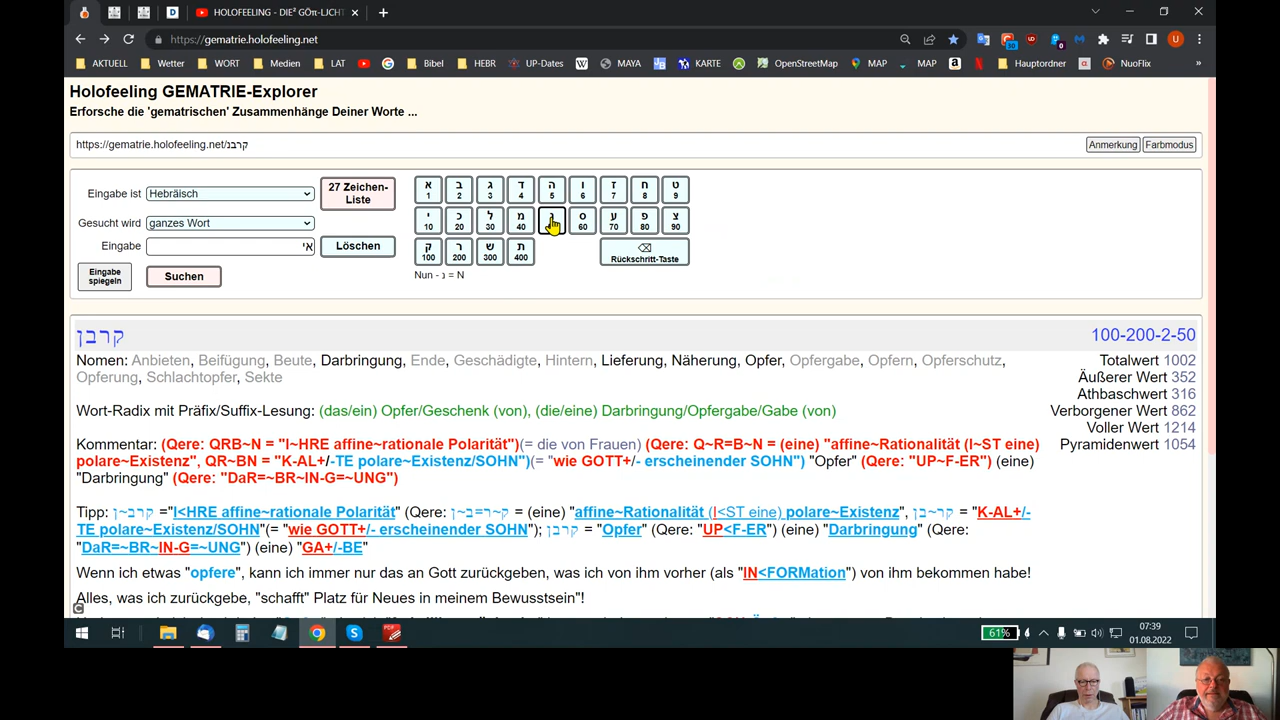 HOLOFEELING - DIE² GÖπ-LJCHT
https://gematrie.holofeeling.net
AKTUELL Wetter WORT Medien LAT Bibel HEBR UP-Dates MAYA KARTE OpenStreetMap MAP MAP Hauptordner NuoFlix »
Holofeeling GEMATRIE-Explorer
Erforsche die 'gematrischen' Zusammenhänge Deiner Worte ...
https://gematrie.holofeeling.net/קרבנ
Anmerkung Farbmodus
Eingabe ist Hebräisch
27 Zeichen-Liste
Gesucht wird ganzes Wort
Eingabe אי Löschen
Eingabe spiegeln Suchen
א ב ג ד ה ו ז ח ט
1 2 3 4 5 6 7 8 9
י כ ל מ נ ס ע פ צ
10 20 30 40 60 70 80 90
ק ר ש ת
100 200 300 400 Rückschritt-Taste
Nun - נ = N
קרבן 100-200-2-50
Nomen: Anbieten, Beifügung, Beute, Darbringung, Ende, Geschädigte, Hintern, Lieferung, Näherung, Opfer, Opfergabe, Opfern, Opferschutz,
Opferung, Schlachtopfer, Sekte
Totalwert 1002
Äußerer Wert 352
Athbaschwert 316
Verborgener Wert 862
Voller Wert 1214
Pyramidenwert 1054
Wort-Radix mit Präfix/Suffix-Lesung: (das/ein) Opfer/Geschenk (von), (die/eine) Darbringung/Opfergabe/Gabe (von)
Kommentar: (Qere: QRB~N = "I~HRE affine~rationale Polarität")(= die von Frauen) (Qere: Q~R=B~N = (eine) "affine~Rationalität (I~ST eine)
polare~Existenz", QR~BN = "K-AL+/-TE polare~Existenz/SOHN")(= "wie GOTT+/- erscheinender SOHN") "Opfer" (Qere: "UP~F-ER") (eine)
"Darbringung" (Qere: "DaR=~BR~IN-G=~UNG")
Tipp: קרב~ן ="I<HRE affine~rationale Polarität" (Qere: ק~ר=ב~ן = (eine) "affine~Rationalität (I<ST eine) polare~Existenz", קר~בן = "K-AL+/-
TE polare~Existenz/SOHN"(= "wie GOTT+/- erscheinender SOHN"); קרבן = "Opfer" (Qere: "UP<F-ER") (eine) "Darbringung" (Qere:
"DaR=~BR~IN-G=~UNG") (eine) "GA+/-BE"
Wenn ich etwas "opfere", kann ich immer nur das an Gott zurückgeben, was ich von ihm vorher (als "IN<FORMation") von ihm bekommen habe!
Alles, was ich zurückgebe, "schafft" Platz für Neues in meinem Bewusstsein"!
61%
07:39
01.08.2022